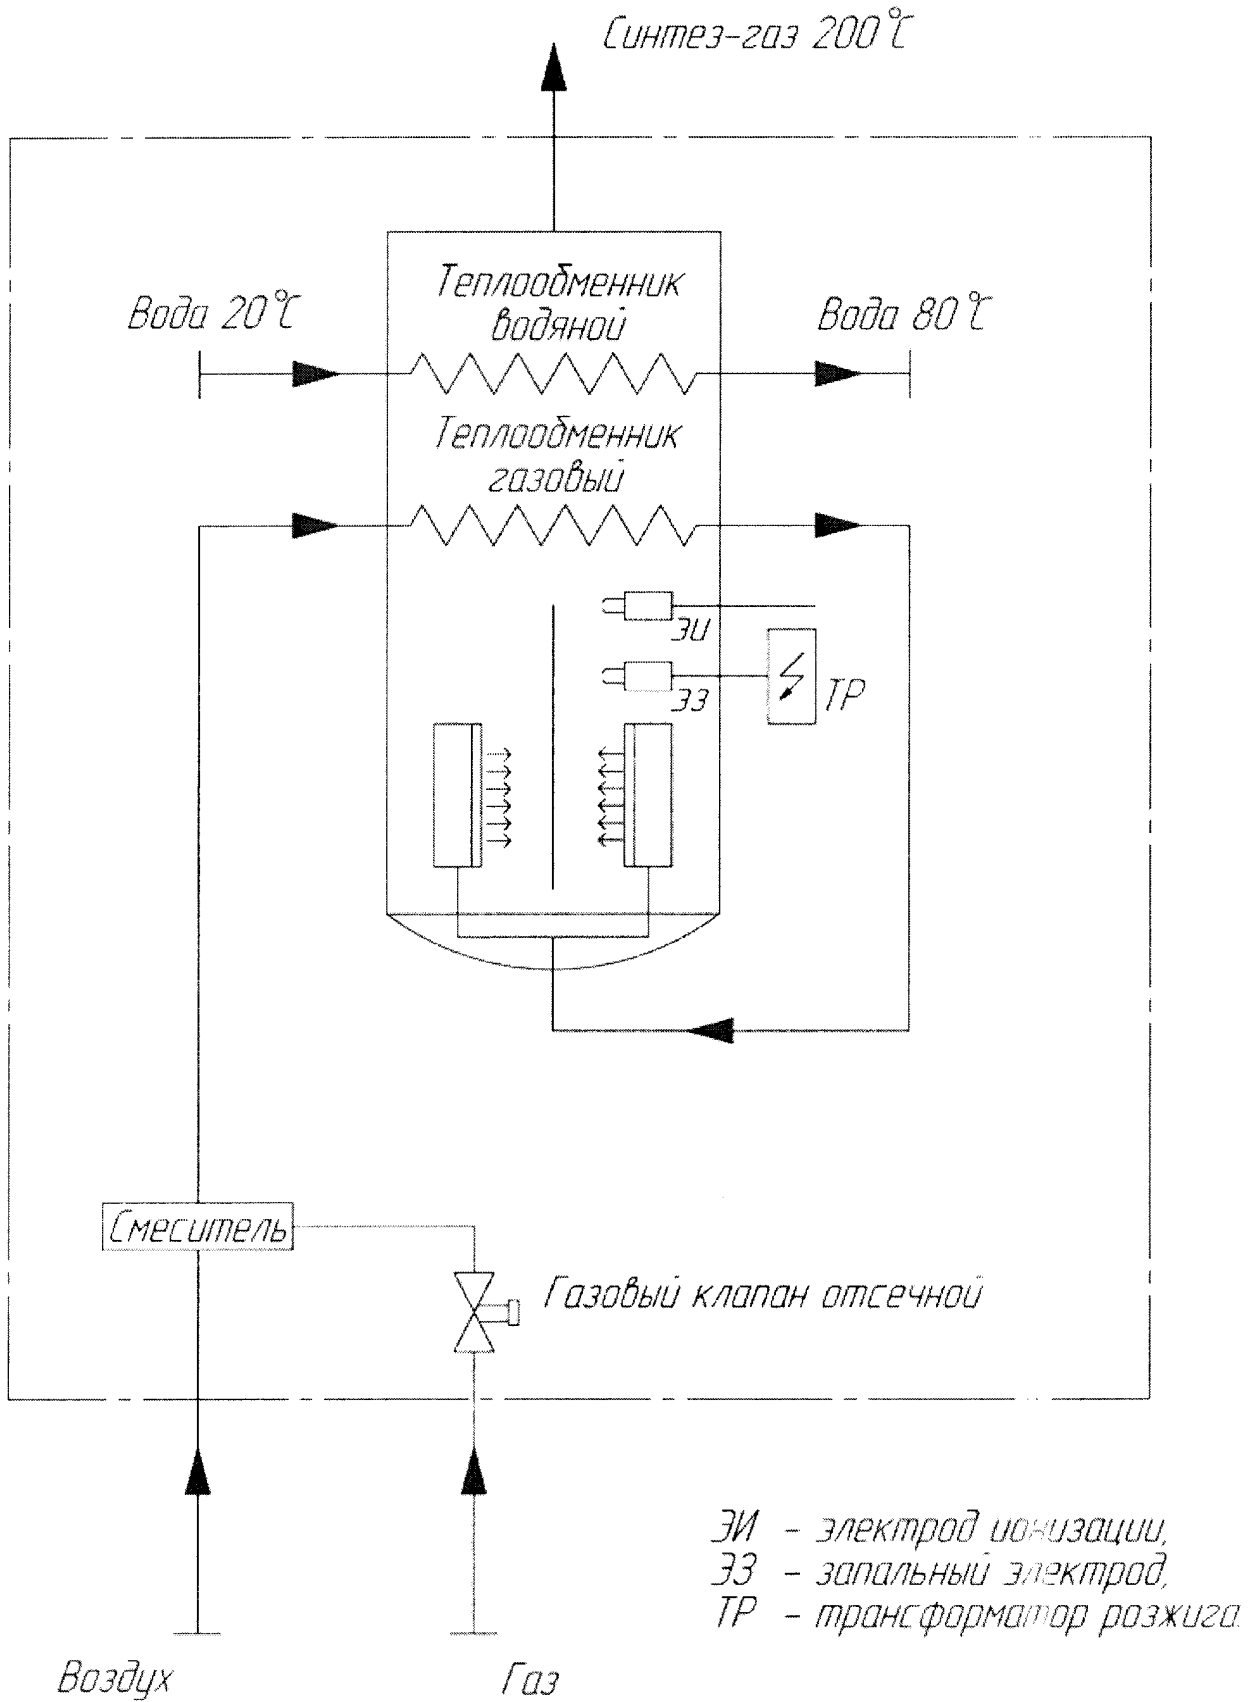 Синтез-газ 200°C
Теплообменник
водяной
Вода 20°C
Вода 80°C
Теплообменник
газовый
ЭИ
ЭЗ
ТР
Смеситель
Газовый клапан отсечной
ЭИ - электрод ионизации,
ЭЗ - запальный электрод,
ТР - трансформатор розжига.
Воздух
Газ